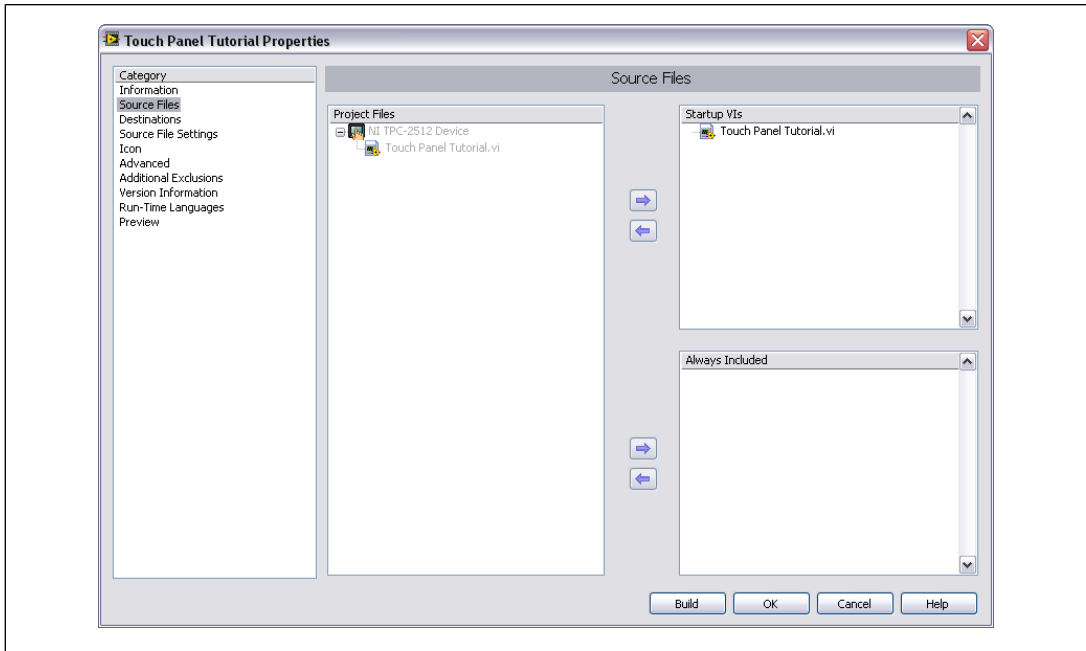 Touch Panel Tutorial Properties
Category
Information
Source Files
Destinations
Source File Settings
Icon
Advanced
Additional Exclusions
Version Information
Run-Time Languages
Preview
Source Files
Project Files
NI TPC-2512 Device
Touch Panel Tutorial.vi
Startup VIs
Touch Panel Tutorial.vi
Always Included
Build
OK
Cancel
Help